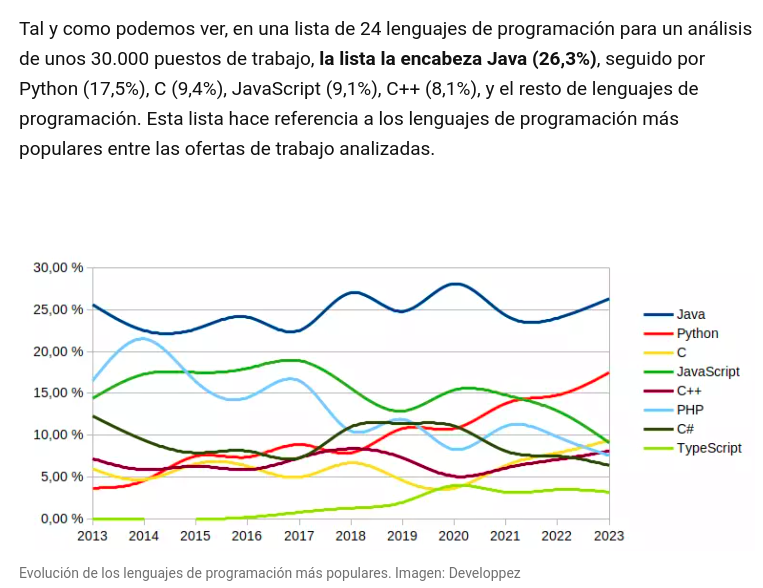 Tal y como podemos ver, en una lista de 24 lenguajes de programación para un análisis
de unos 30.000 puestos de trabajo, la lista la encabeza Java (26,3%), seguido por
Python (17,5%), C (9,4%), JavaScript (9,1%), C++ (8,1%), y el resto de lenguajes de
programación. Esta lista hace referencia a los lenguajes de programación más
populares entre las ofertas de trabajo analizadas.
30,00 %
25,00 %
20,00 %
15,00 %
10,00 %
5,00 %
0,00 %
2013 2014 2015 2016 2017 2018 2019 2020 2021 2022 2023
Java
Python
C
JavaScript
C++
PHP
C#
TypeScript
Evolución de los lenguajes de programación más populares. Imagen: Developpez